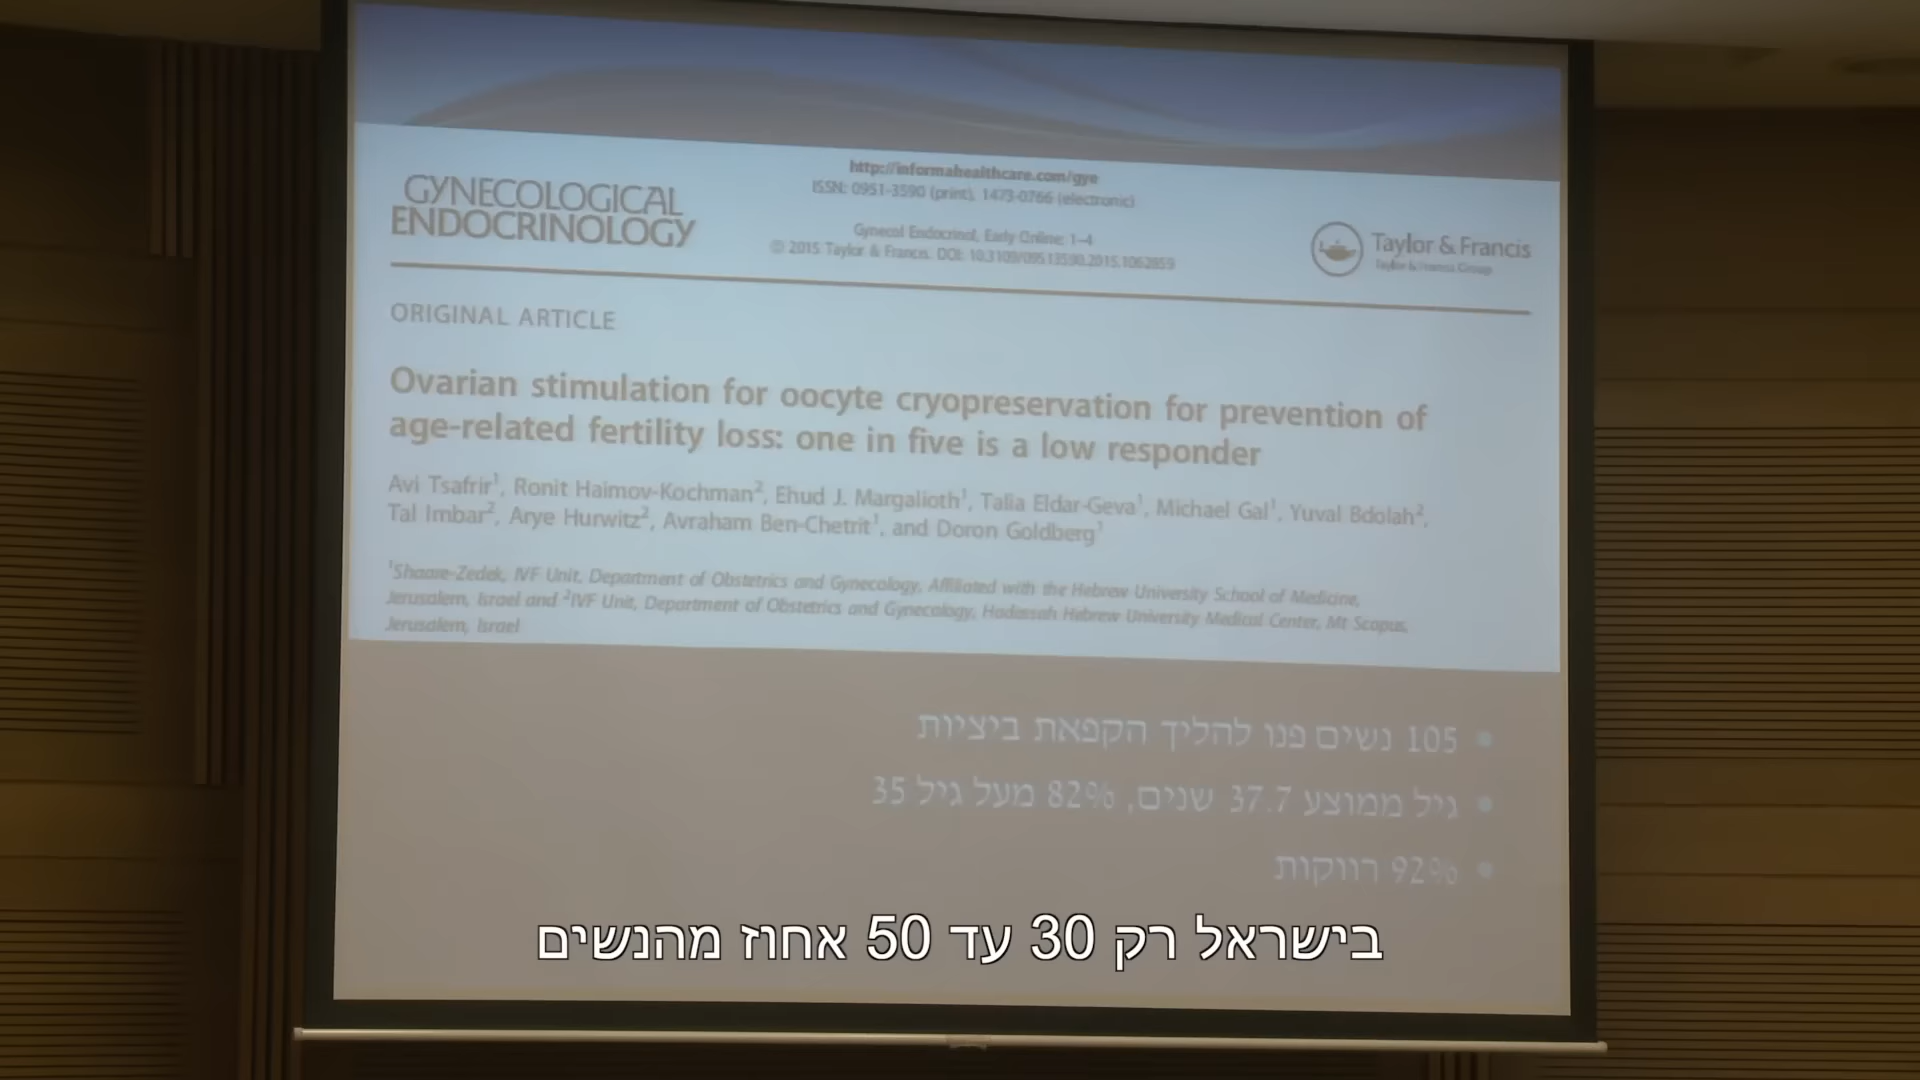 GYNECOLOGICAL
ENDOCRINOLOGY
http://informahealthcare.com/gye
ISSN: 0951-3590 (print), 1473-0766 (electronic)
Gynecol Endocrinol, Early Online: 1–4
© 2015 Taylor & Francis. DOI: 10.3109/09513590.2015.1062859
Taylor & Francis
Taylor & Francis Group
ORIGINAL ARTICLE
Ovarian stimulation for oocyte cryopreservation for prevention of
age-related fertility loss: one in five is a low responder
Avi Tsafrir¹, Ronit Haimov-Kochman², Ehud J. Margalioth¹, Talia Eldar-Geva¹, Michael Gal¹, Yuval Bdolah²,
Tal Imbar², Arye Hurwitz², Avraham Ben-Chetrit¹, and Doron Goldberg¹
¹Shaare-Zedek, IVF Unit, Department of Obstetrics and Gynecology, Affiliated with the Hebrew University School of Medicine,
Jerusalem, Israel and ²IVF Unit, Department of Obstetrics and Gynecology, Hadassah Hebrew University Medical Center, Mt Scopus,
Jerusalem, Israel
• 105 נשים פנו להליך הקפאת ביציות
• גיל ממוצע 37.7 שנים, 82% מעל גיל 35
• 92% רווקות
בישראל רק 30 עד 50 אחוז מהנשים